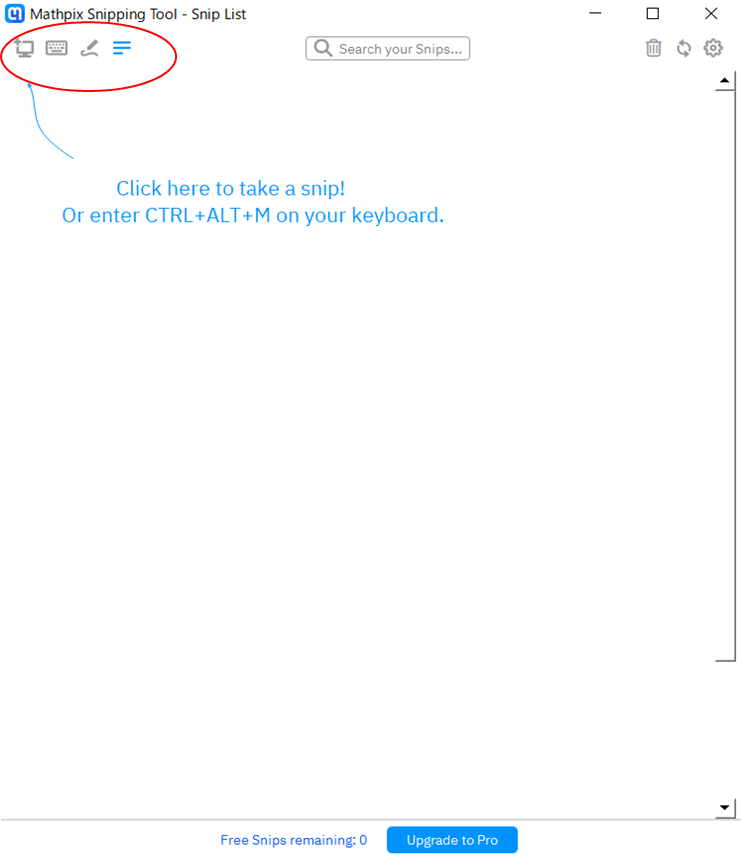 Mathpix Snipping Tool - Snip List
Search your Snips...
Click here to take a snip!
Or enter CTRL+ALT+M on your keyboard.
Free Snips remaining: 0
Upgrade to Pro